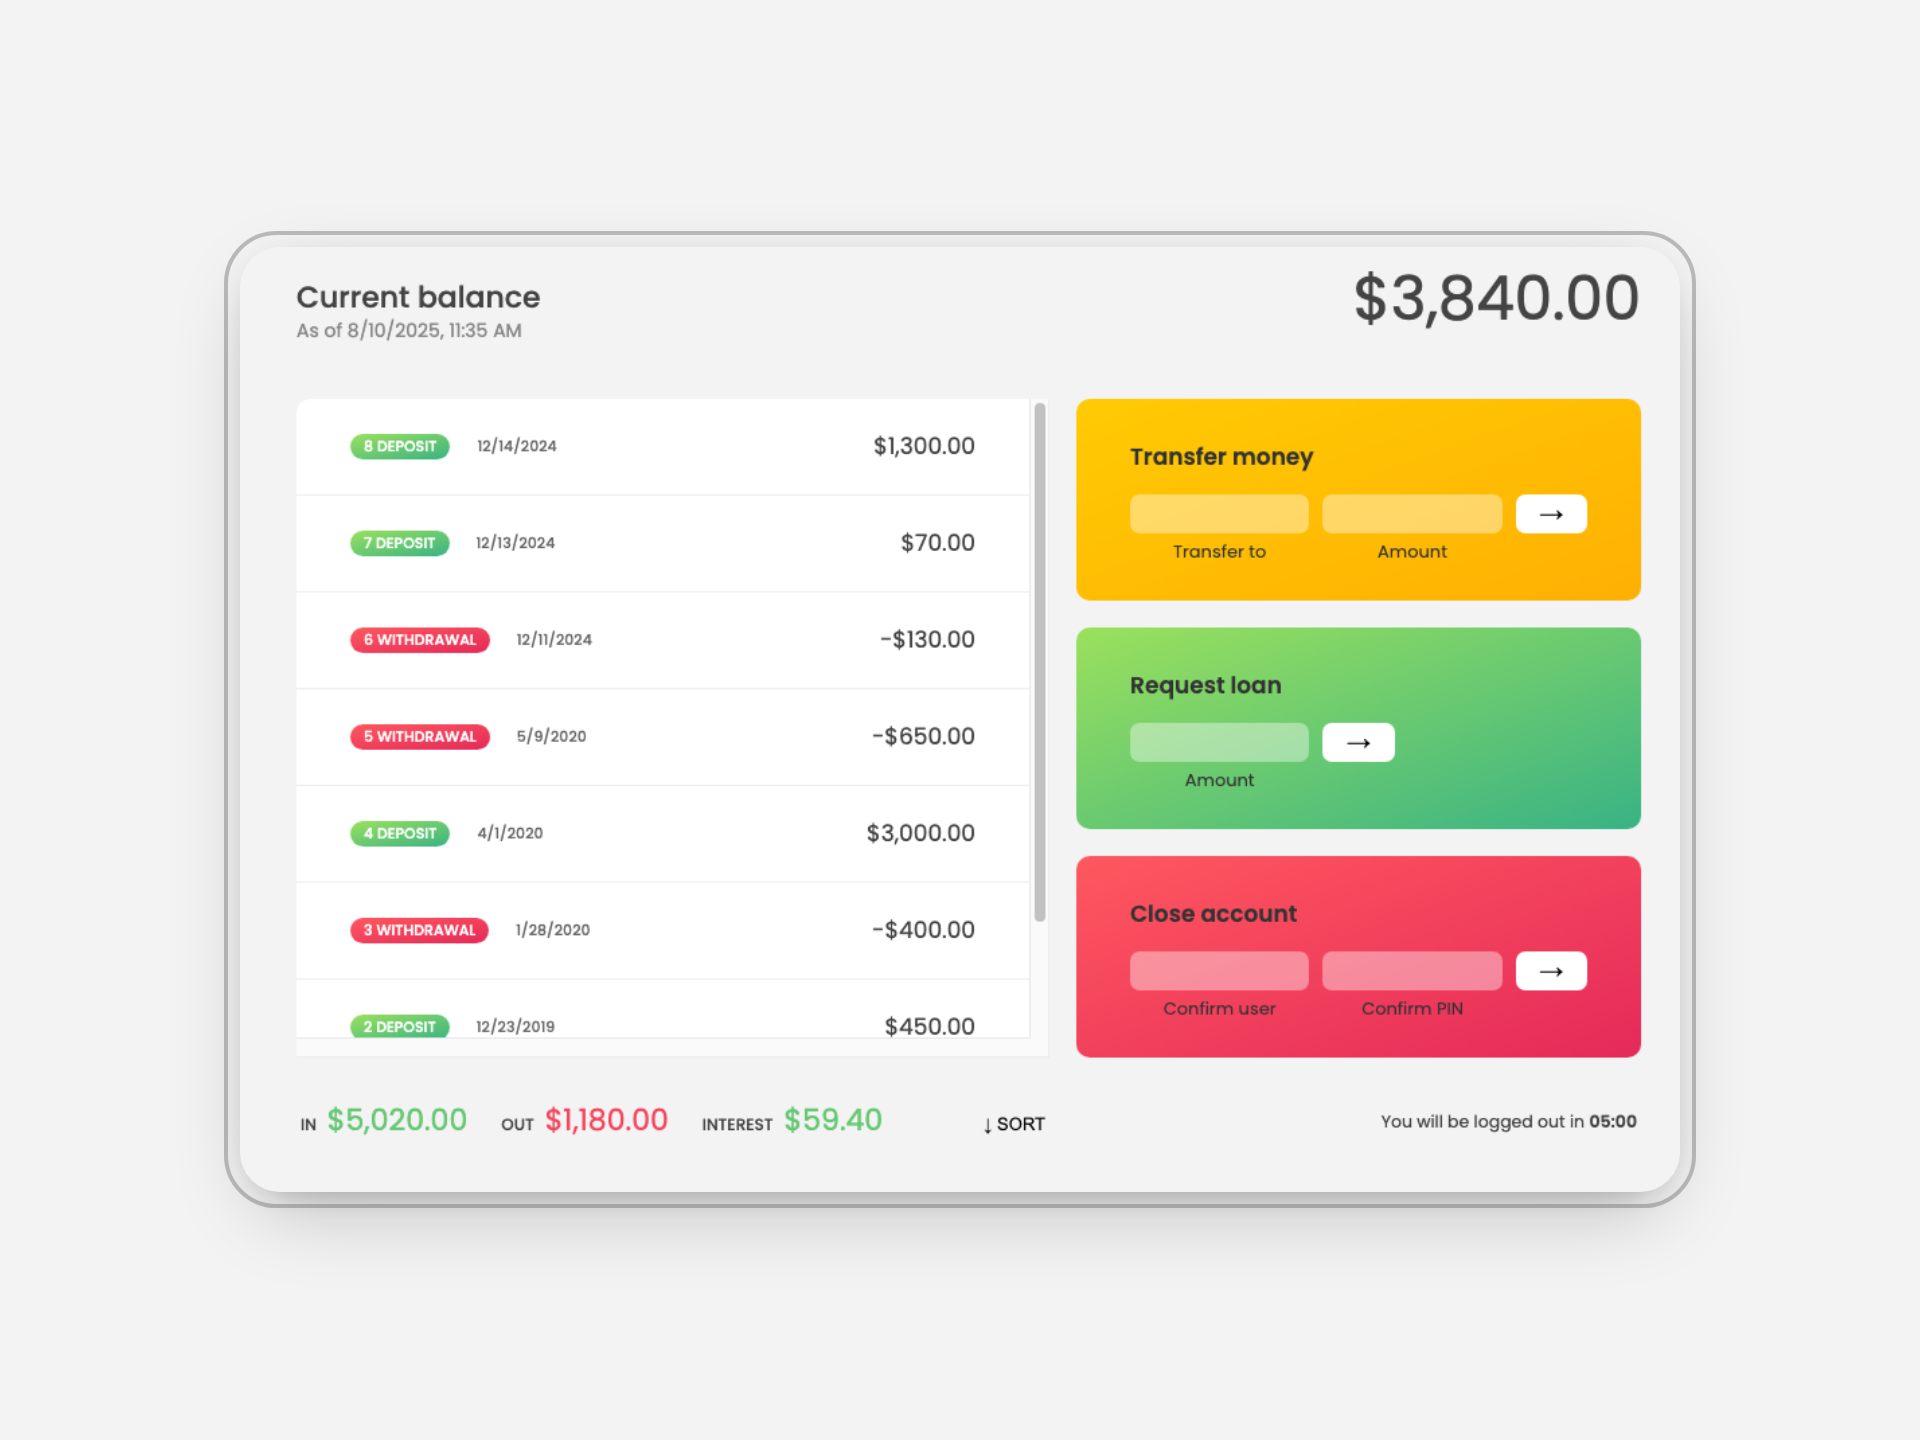 Current balance
As of 8/10/2025, 11:35 AM
$3,840.00
8 DEPOSIT 12/14/2024 $1,300.00
7 DEPOSIT 12/13/2024 $70.00
6 WITHDRAWAL 12/11/2024 -$130.00
5 WITHDRAWAL 5/9/2020 -$650.00
4 DEPOSIT 4/1/2020 $3,000.00
3 WITHDRAWAL 1/28/2020 -$400.00
2 DEPOSIT 12/23/2019 $450.00
Transfer money
→
Transfer to Amount
Request loan
→
Amount
Close account
→
Confirm user Confirm PIN
IN $5,020.00 OUT $1,180.00 INTEREST $59.40 ↓ SORT
You will be logged out in 05:00